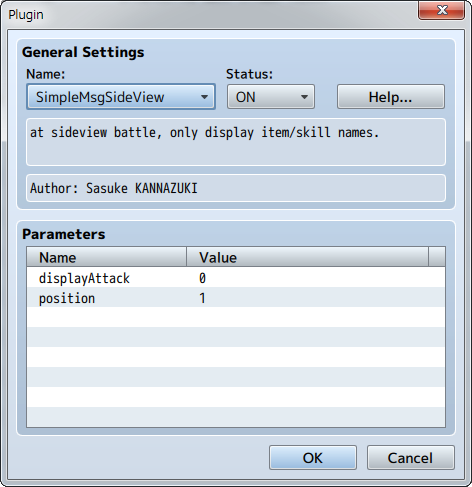 Plugin
General Settings
Name: Status:
SimpleMsgSideView ON Help...
at sideview battle, only display item/skill names.
Author: Sasuke KANNAZUKI
Parameters
Name Value
displayAttack 0
position 1
OK Cancel